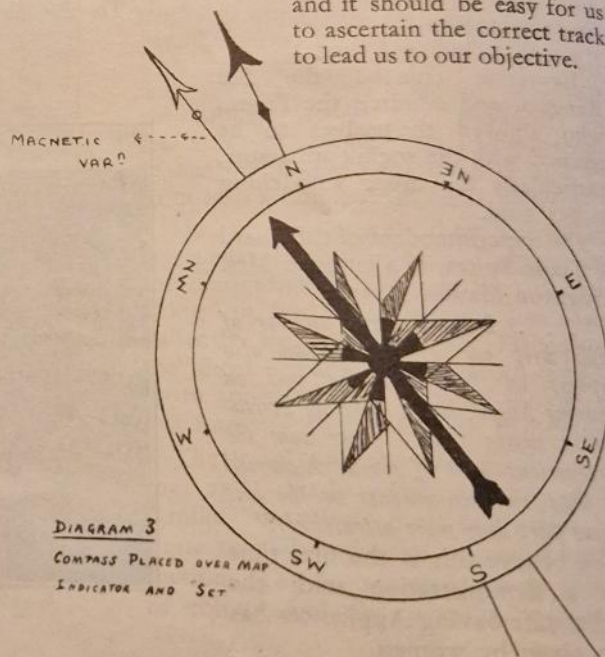 and it should be easy for us
to ascertain the correct track
to lead us to our objective.
MAGNETIC
VARⁿ
N
NE
E
SE
S
SW
W
NW
DIAGRAM 3
COMPASS PLACED OVER MAP
INDICATOR AND "SET"